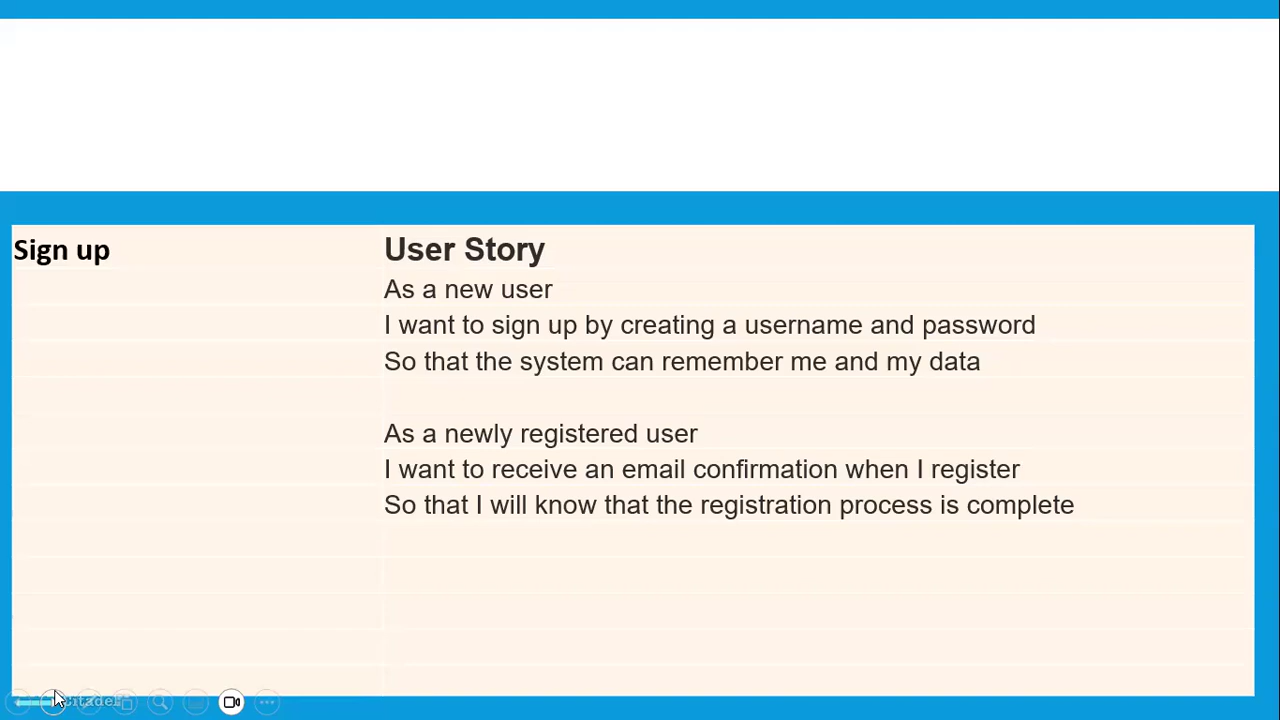 Sign up
User Story
As a new user
I want to sign up by creating a username and password
So that the system can remember me and my data
As a newly registered user
I want to receive an email confirmation when I register
So that I will know that the registration process is complete